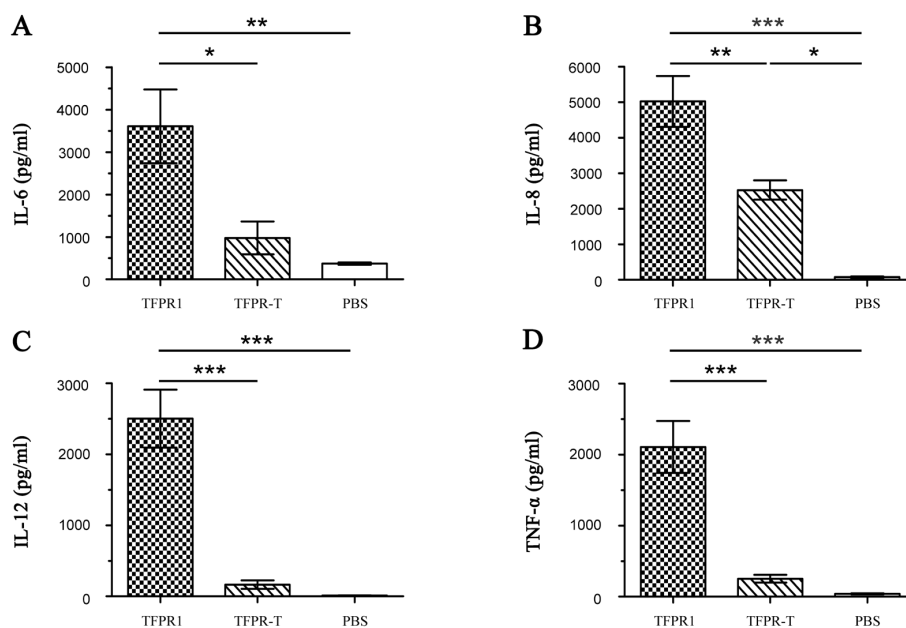 A
**
*
5000
4000
3000
2000
1000
0
IL-6 (pg/ml)
TFPR1 TFPR-T PBS
B
***
** *
6000
5000
4000
3000
2000
1000
0
IL-8 (pg/ml)
TFPR1 TFPR-T PBS
C
***
***
3000
2000
1000
0
IL-12 (pg/ml)
TFPR1 TFPR-T PBS
D
***
***
3000
2000
1000
0
TNF-α (pg/ml)
TFPR1 TFPR-T PBS